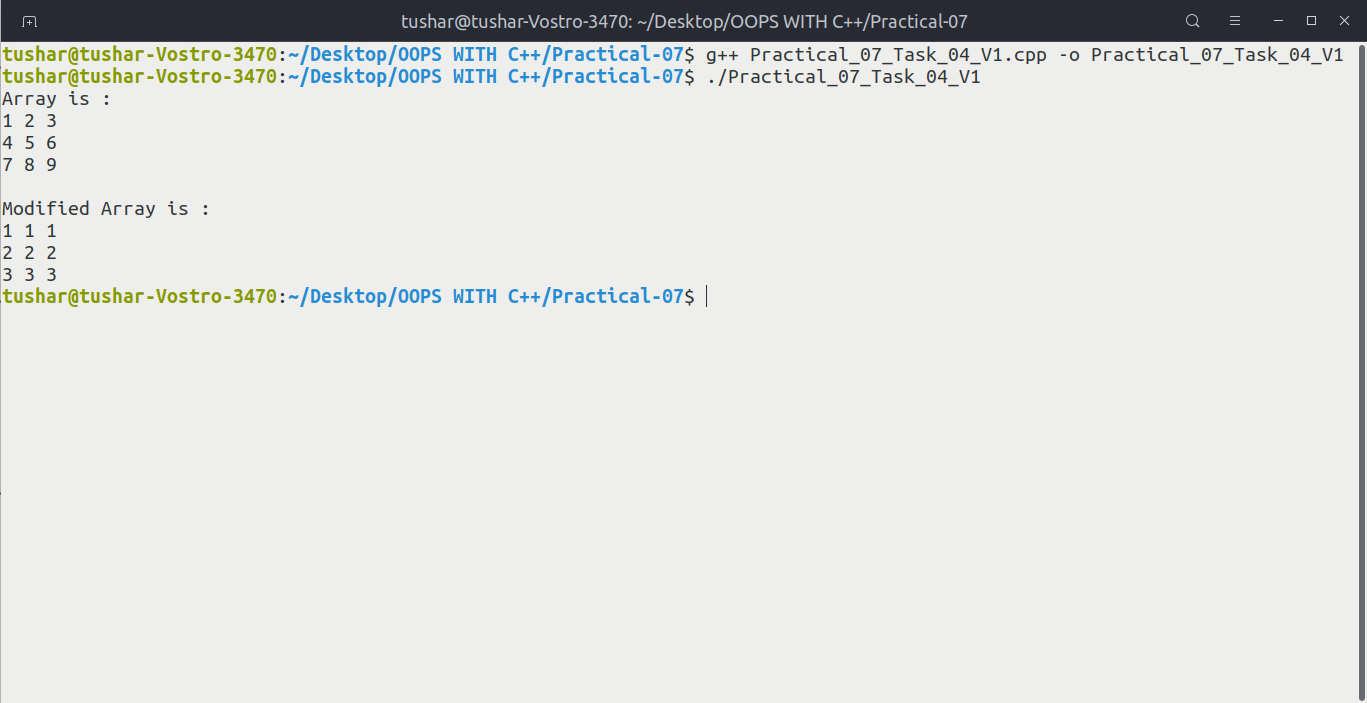 tushar@tushar-Vostro-3470: ~/Desktop/OOPS WITH C++/Practical-07
tushar@tushar-Vostro-3470:~/Desktop/OOPS WITH C++/Practical-07$ g++ Practical_07_Task_04_V1.cpp -o Practical_07_Task_04_V1
tushar@tushar-Vostro-3470:~/Desktop/OOPS WITH C++/Practical-07$ ./Practical_07_Task_04_V1
Array is :
1 2 3
4 5 6
7 8 9
Modified Array is :
1 1 1
2 2 2
3 3 3
tushar@tushar-Vostro-3470:~/Desktop/OOPS WITH C++/Practical-07$